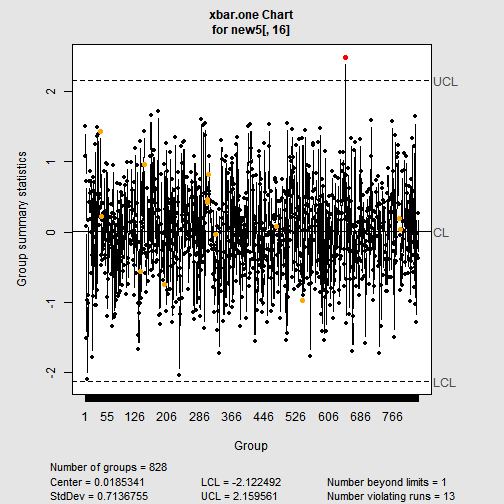 xbar.one Chart
for new5[, 16]
Group summary statistics
2
1
0
-1
-2
UCL
CL
LCL
1 55 126 206 286 366 446 526 606 686 766
Group
Number of groups = 828
Center = 0.0185341 LCL = -2.122492 Number beyond limits = 1
StdDev = 0.7136755 UCL = 2.159561 Number violating runs = 13